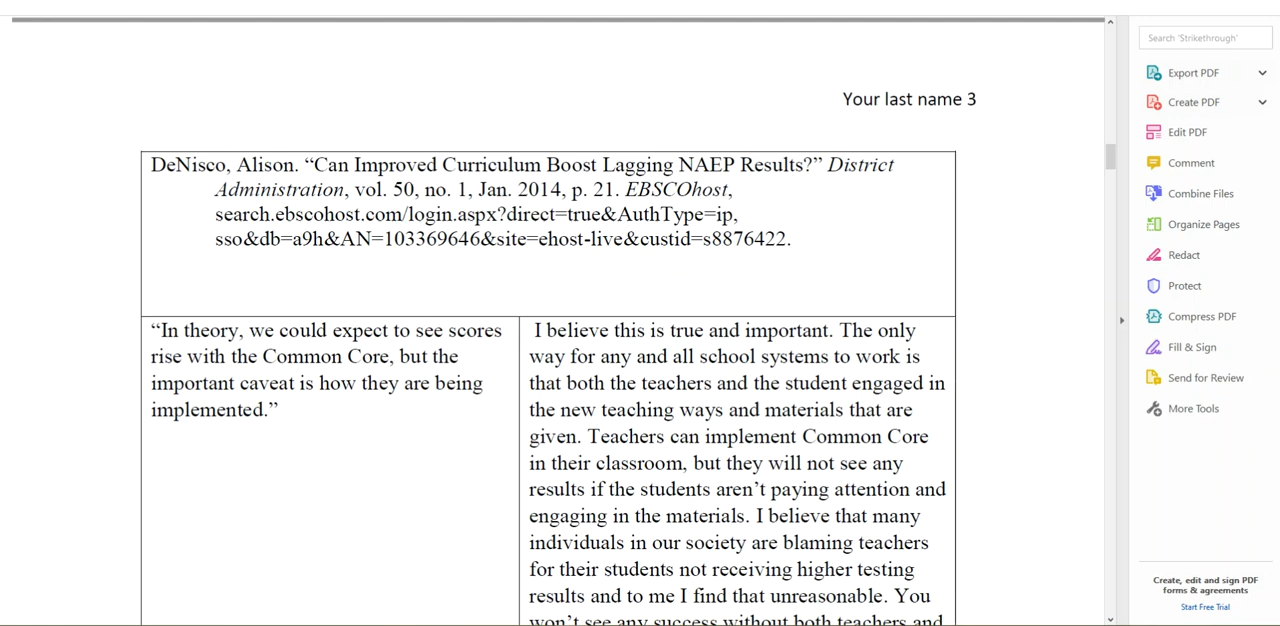 Your last name 3
DeNisco, Alison. “Can Improved Curriculum Boost Lagging NAEP Results?” District
Administration, vol. 50, no. 1, Jan. 2014, p. 21. EBSCOhost,
search.ebscohost.com/login.aspx?direct=true&AuthType=ip,
sso&db=a9h&AN=103369646&site=ehost-live&custid=s8876422.
“In theory, we could expect to see scores
rise with the Common Core, but the
important caveat is how they are being
implemented.”
I believe this is true and important. The only
way for any and all school systems to work is
that both the teachers and the student engaged in
the new teaching ways and materials that are
given. Teachers can implement Common Core
in their classroom, but they will not see any
results if the students aren’t paying attention and
engaging in the materials. I believe that many
individuals in our society are blaming teachers
for their students not receiving higher testing
results and to me I find that unreasonable. You
won’t see any success without both teachers and
Search 'Strikethrough'
Export PDF
Create PDF
Edit PDF
Comment
Combine Files
Organize Pages
Redact
Protect
Compress PDF
Fill & Sign
Send for Review
More Tools
Create, edit and sign PDF
forms & agreements
Start Free Trial